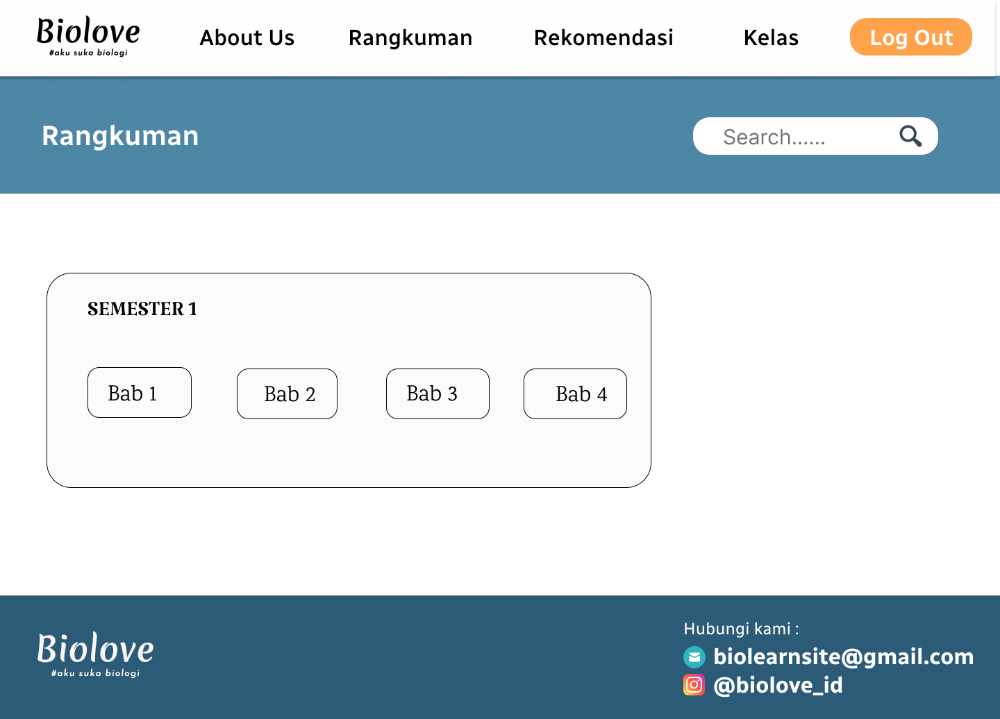 Biolove
#aku suka biologi
About Us
Rangkuman
Rekomendasi
Kelas
Log Out
Rangkuman
Search......
SEMESTER 1
Bab 1
Bab 2
Bab 3
Bab 4
Biolove
#aku suka biologi
Hubungi kami :
biolearnsite@gmail.com
@biolove_id